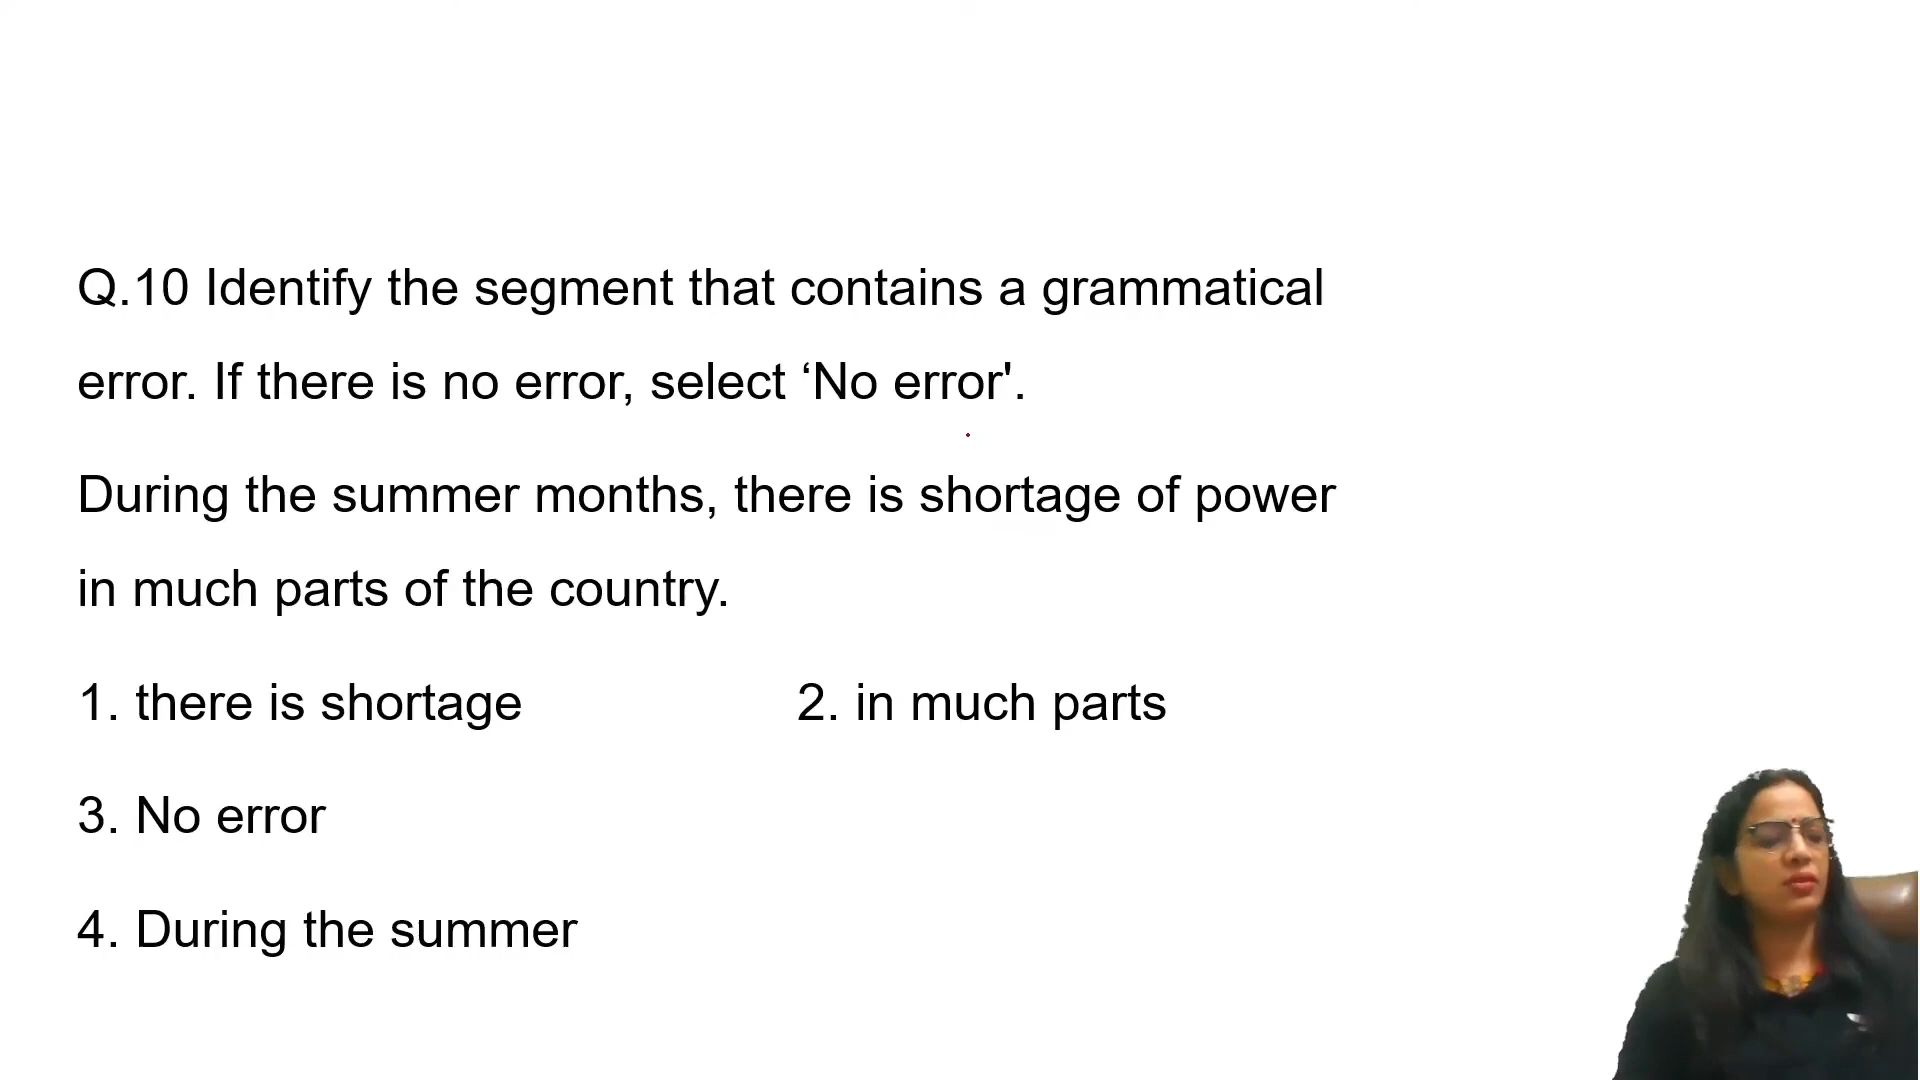 Q.10 Identify the segment that contains a grammatical
error. If there is no error, select ‘No error'.
During the summer months, there is shortage of power
in much parts of the country.
1. there is shortage 2. in much parts
3. No error
4. During the summer